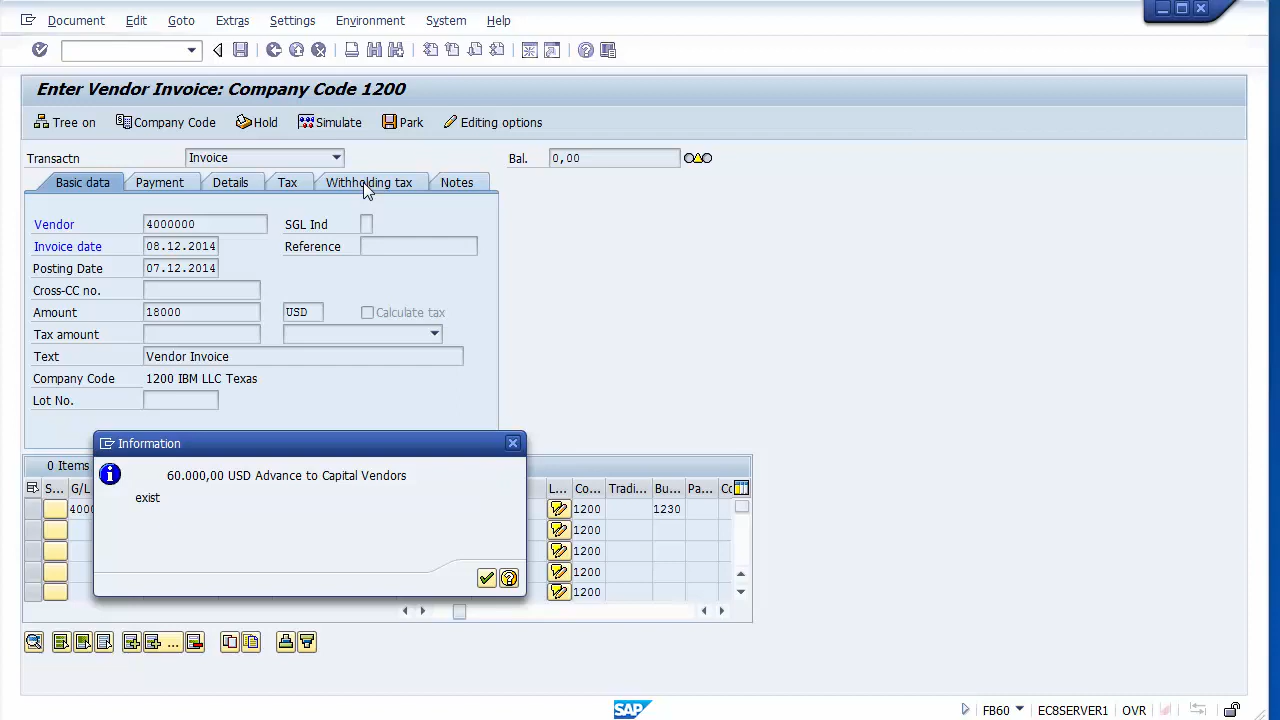 Document Edit Goto Extras Settings Environment System Help
Enter Vendor Invoice: Company Code 1200
Tree on Company Code Hold Simulate Park Editing options
Transactn Invoice Bal. 0,00
Basic data Payment Details Tax Withholding tax Notes
Vendor 4000000 SGL Ind
Invoice date 08.12.2014 Reference
Posting Date 07.12.2014
Cross-CC no.
Amount 18000 USD Calculate tax
Tax amount
Text Vendor Invoice
Company Code 1200 IBM LLC Texas
Lot No.
Information
0 Items
60.000,00 USD Advance to Capital Vendors
exist
S... G/L L... Co... Tradi... Bu... Pa...
400 1200 1230
1200
1200
1200
1200
...
SAP FB60 ECSERVER1 OVR